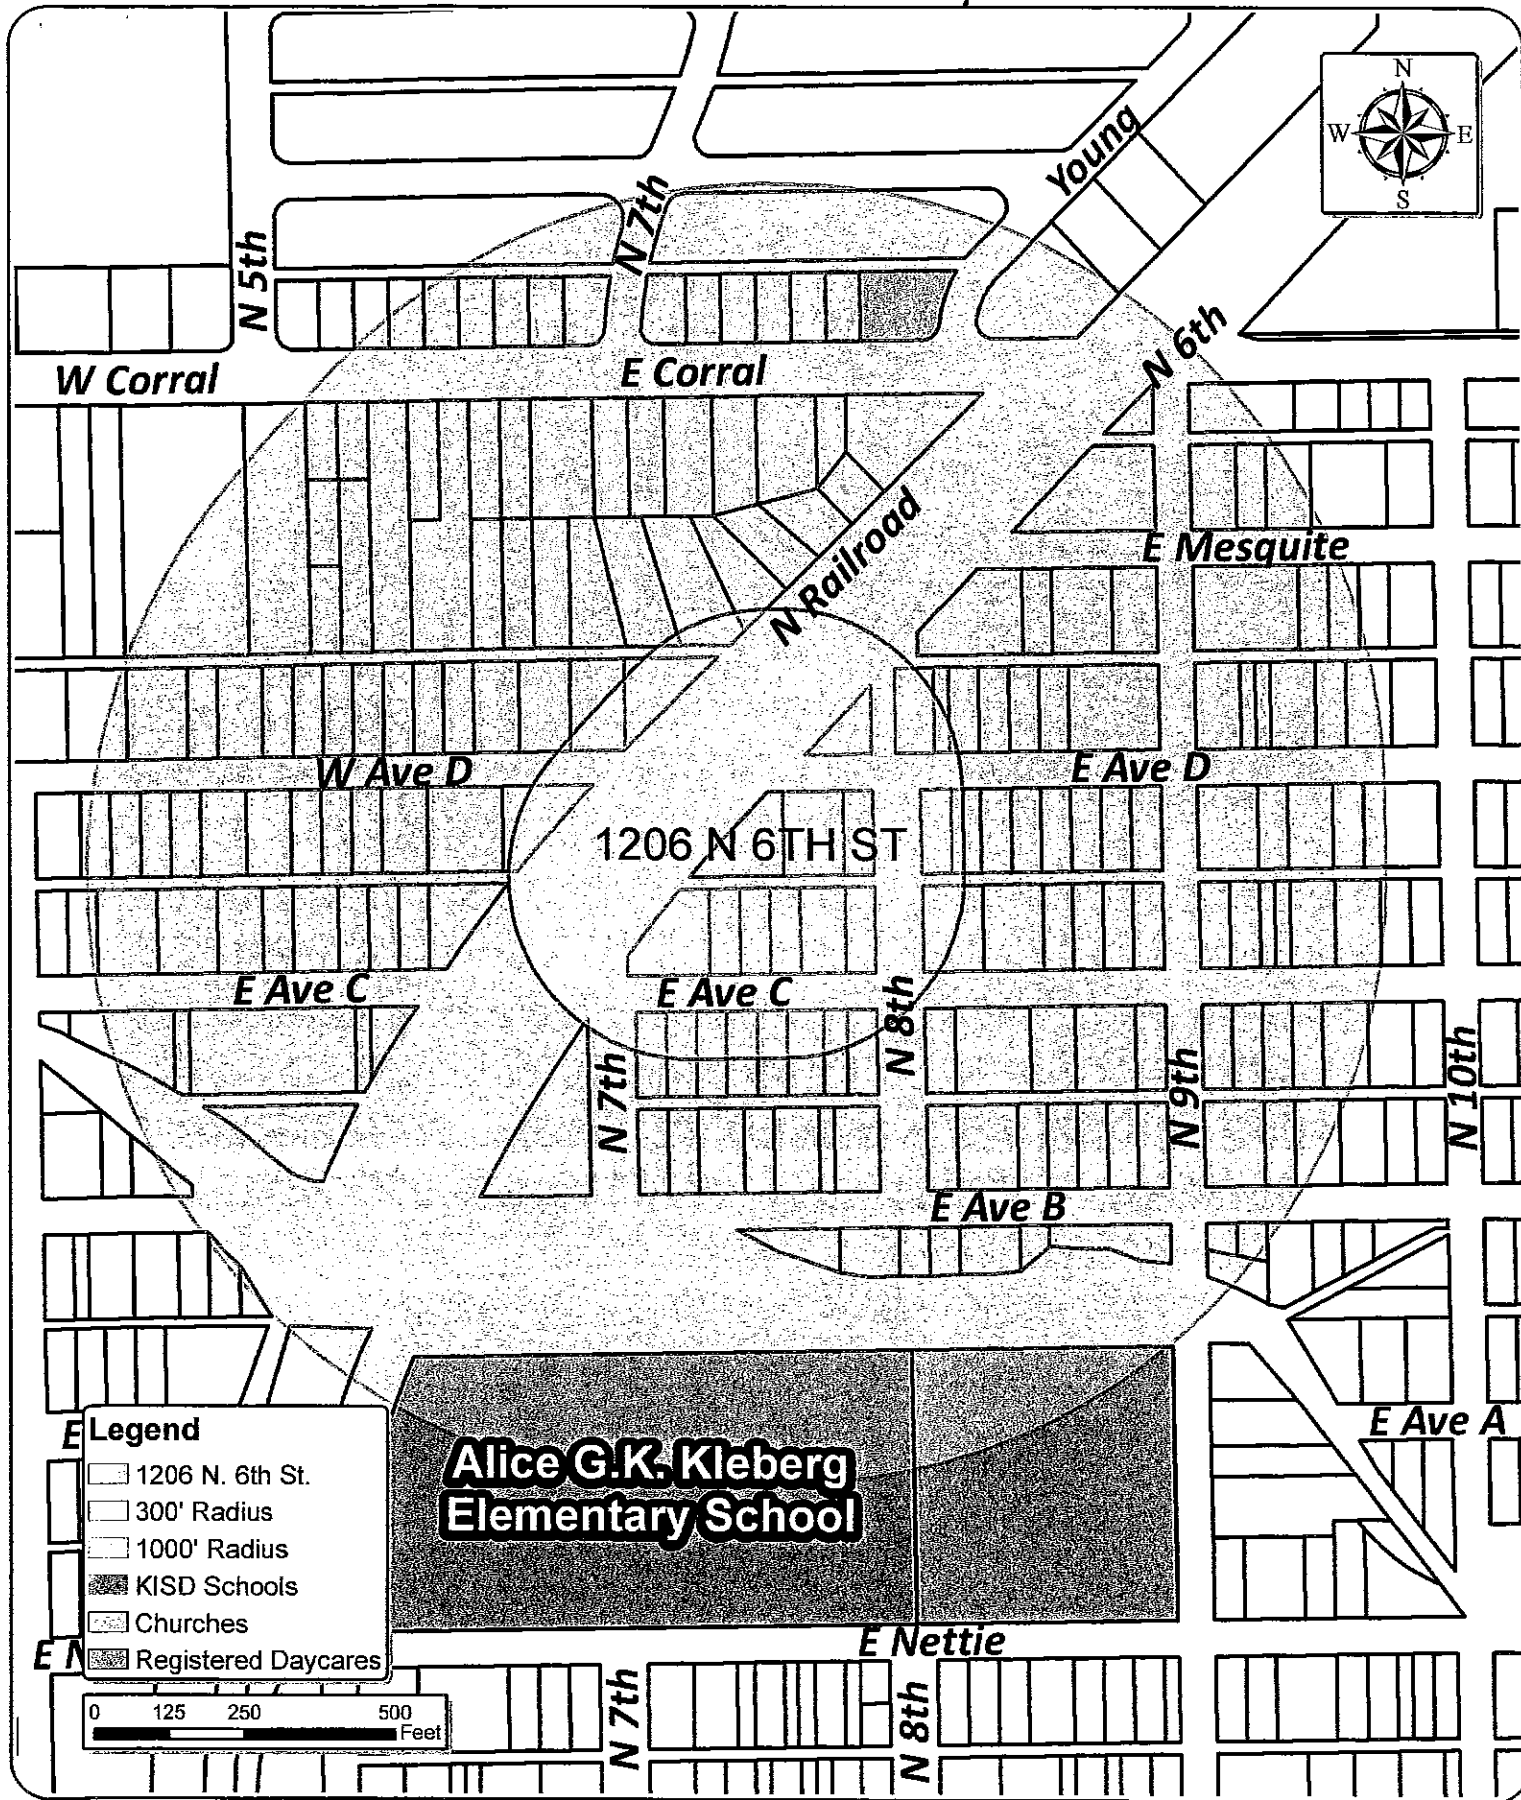 N
W
E
S
Young
N 7th
N 5th
N 6th
W Corral
E Corral
N Railroad
E Mesquite
W Ave D
E Ave D
1206 N 6TH ST
E Ave C
E Ave C
N 8th
N 7th
N 9th
N 10th
E Ave B
E Ave A
Alice G.K. Kleberg
Elementary School
E
Legend
1206 N. 6th St.
300' Radius
1000' Radius
KISD Schools
Churches
Registered Daycares
E N
E Nettie
0 125 250 500
Feet
N 7th
N 8th